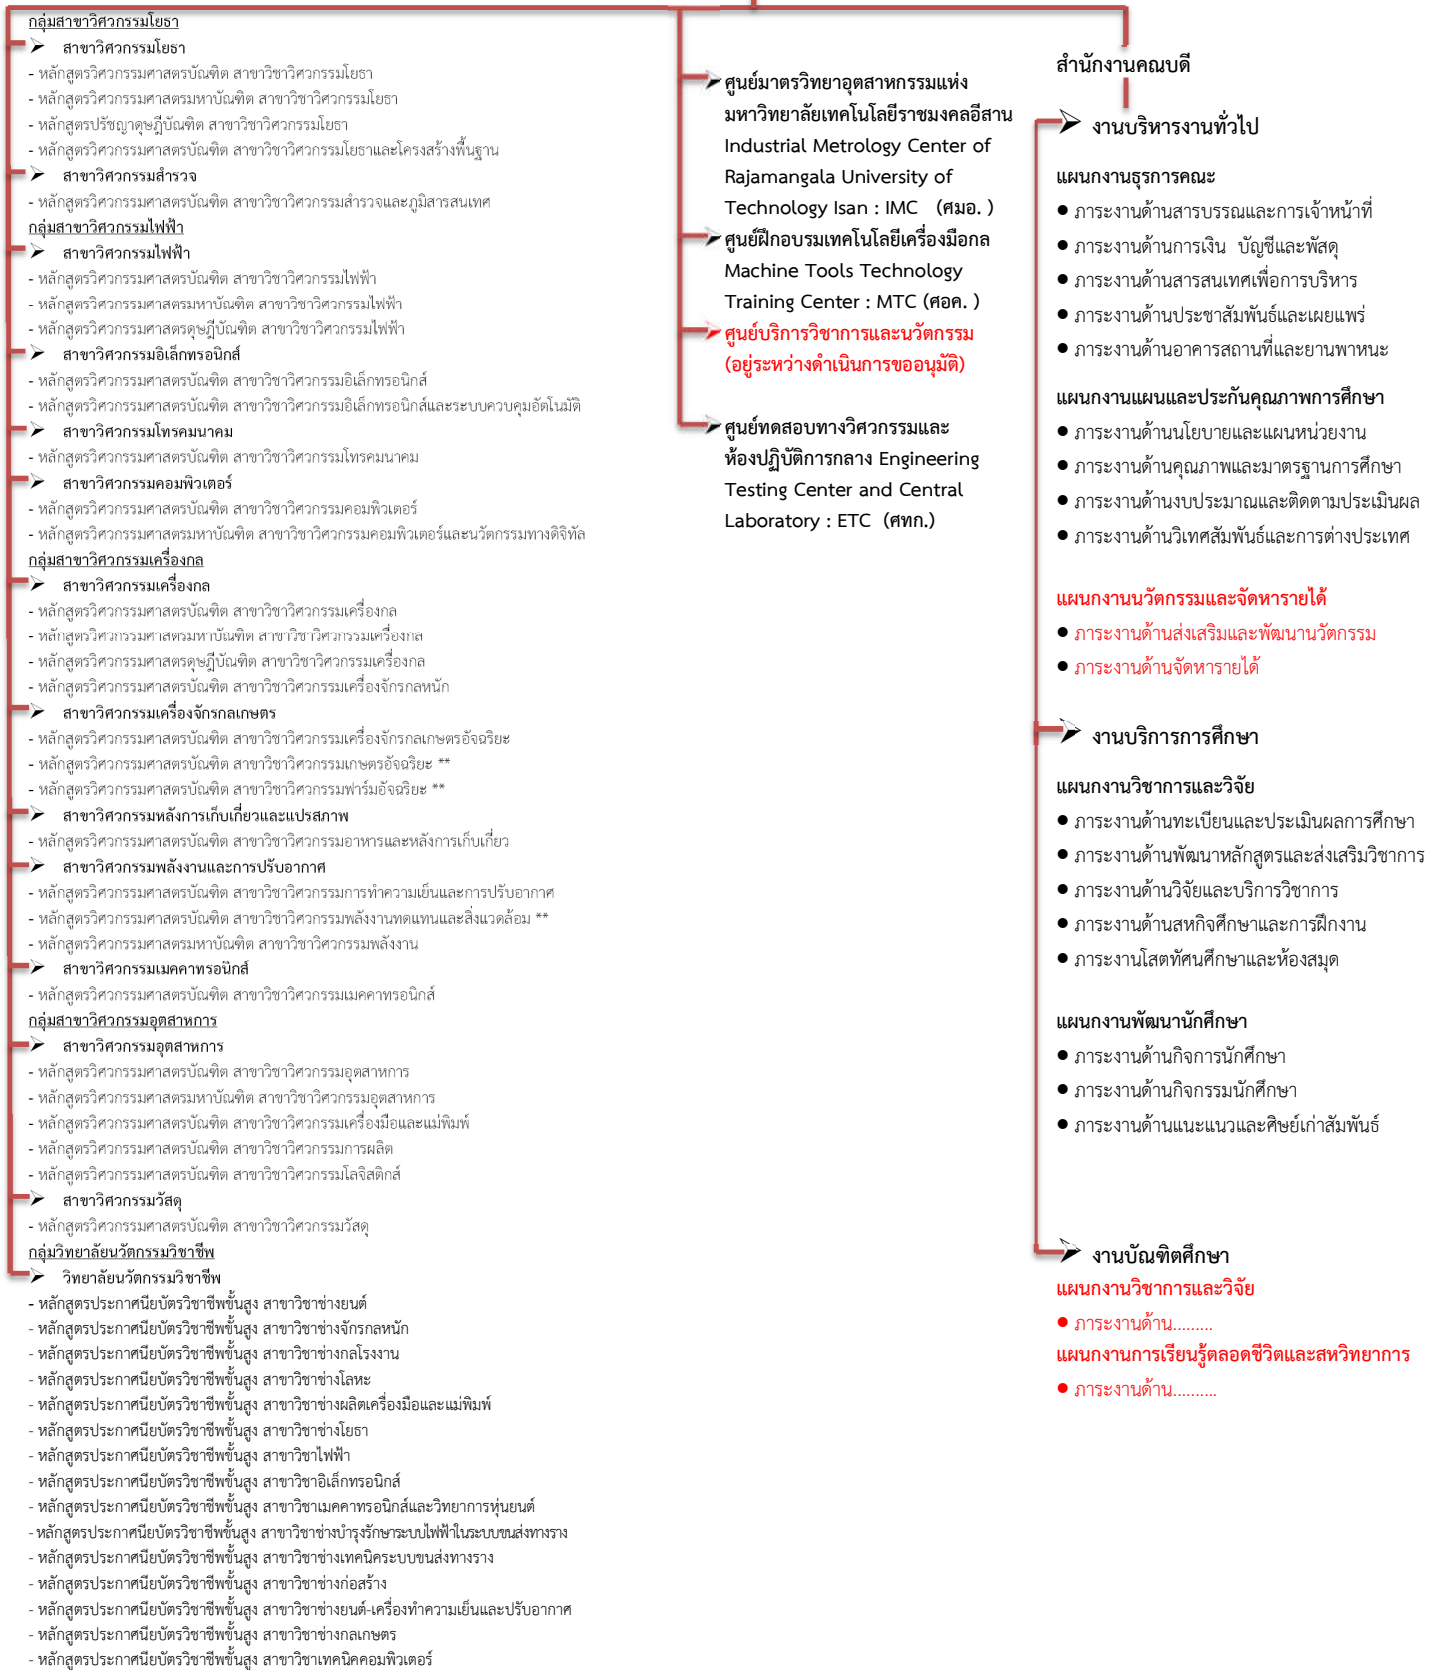 กลุ่มสาขาวิศวกรรมโยธา
➢ สาขาวิศวกรรมโยธา
- หลักสูตรวิศวกรรมศาสตรบัณฑิต สาขาวิชาวิศวกรรมโยธา
- หลักสูตรวิศวกรรมศาสตรมหาบัณฑิต สาขาวิชาวิศวกรรมโยธา
- หลักสูตรปรัชญาดุษฎีบัณฑิต สาขาวิชาวิศวกรรมโยธา
- หลักสูตรวิศวกรรมศาสตรบัณฑิต สาขาวิชาวิศวกรรมโยธาและโครงสร้างพื้นฐาน
➢ สาขาวิศวกรรมสำรวจ
- หลักสูตรวิศวกรรมศาสตรบัณฑิต สาขาวิชาวิศวกรรมสำรวจและภูมิสารสนเทศ
กลุ่มสาขาวิศวกรรมไฟฟ้า
➢ สาขาวิศวกรรมไฟฟ้า
- หลักสูตรวิศวกรรมศาสตรบัณฑิต สาขาวิชาวิศวกรรมไฟฟ้า
- หลักสูตรวิศวกรรมศาสตรมหาบัณฑิต สาขาวิชาวิศวกรรมไฟฟ้า
- หลักสูตรวิศวกรรมศาสตรดุษฎีบัณฑิต สาขาวิชาวิศวกรรมไฟฟ้า
➢ สาขาวิศวกรรมอิเล็กทรอนิกส์
- หลักสูตรวิศวกรรมศาสตรบัณฑิต สาขาวิชาวิศวกรรมอิเล็กทรอนิกส์
- หลักสูตรวิศวกรรมศาสตรบัณฑิต สาขาวิชาวิศวกรรมอิเล็กทรอนิกส์และระบบควบคุมอัตโนมัติ
➢ สาขาวิศวกรรมโทรคมนาคม
- หลักสูตรวิศวกรรมศาสตรบัณฑิต สาขาวิชาวิศวกรรมโทรคมนาคม
➢ สาขาวิศวกรรมคอมพิวเตอร์
- หลักสูตรวิศวกรรมศาสตรบัณฑิต สาขาวิชาวิศวกรรมคอมพิวเตอร์
- หลักสูตรวิศวกรรมศาสตรมหาบัณฑิต สาขาวิชาวิศวกรรมคอมพิวเตอร์และนวัตกรรมทางดิจิทัล
กลุ่มสาขาวิศวกรรมเครื่องกล
➢ สาขาวิศวกรรมเครื่องกล
- หลักสูตรวิศวกรรมศาสตรบัณฑิต สาขาวิชาวิศวกรรมเครื่องกล
- หลักสูตรวิศวกรรมศาสตรมหาบัณฑิต สาขาวิชาวิศวกรรมเครื่องกล
- หลักสูตรวิศวกรรมศาสตรดุษฎีบัณฑิต สาขาวิชาวิศวกรรมเครื่องกล
- หลักสูตรวิศวกรรมศาสตรบัณฑิต สาขาวิชาวิศวกรรมเครื่องจักรกลหนัก
➢ สาขาวิศวกรรมเครื่องจักรกลเกษตร
- หลักสูตรวิศวกรรมศาสตรบัณฑิต สาขาวิชาวิศวกรรมเครื่องจักรกลเกษตรอัจฉริยะ
- หลักสูตรวิศวกรรมศาสตรบัณฑิต สาขาวิชาวิศวกรรมเกษตรอัจฉริยะ **
- หลักสูตรวิศวกรรมศาสตรบัณฑิต สาขาวิชาวิศวกรรมฟาร์มอัจฉริยะ **
➢ สาขาวิศวกรรมหลังการเก็บเกี่ยวและแปรสภาพ
- หลักสูตรวิศวกรรมศาสตรบัณฑิต สาขาวิชาวิศวกรรมอาหารและหลังการเก็บเกี่ยว
➢ สาขาวิศวกรรมพลังงานและการปรับอากาศ
- หลักสูตรวิศวกรรมศาสตรบัณฑิต สาขาวิชาวิศวกรรมการทำความเย็นและการปรับอากาศ
- หลักสูตรวิศวกรรมศาสตรบัณฑิต สาขาวิชาวิศวกรรมพลังงานทดแทนและสิ่งแวดล้อม **
- หลักสูตรวิศวกรรมศาสตรมหาบัณฑิต สาขาวิชาวิศวกรรมพลังงาน
➢ สาขาวิศวกรรมเมคคาทรอนิกส์
- หลักสูตรวิศวกรรมศาสตรบัณฑิต สาขาวิชาวิศวกรรมเมคคาทรอนิกส์
กลุ่มสาขาวิศวกรรมอุตสาหการ
➢ สาขาวิศวกรรมอุตสาหการ
- หลักสูตรวิศวกรรมศาสตรบัณฑิต สาขาวิชาวิศวกรรมอุตสาหการ
- หลักสูตรวิศวกรรมศาสตรมหาบัณฑิต สาขาวิชาวิศวกรรมอุตสาหการ
- หลักสูตรวิศวกรรมศาสตรบัณฑิต สาขาวิชาวิศวกรรมเครื่องมือและแม่พิมพ์
- หลักสูตรวิศวกรรมศาสตรบัณฑิต สาขาวิชาวิศวกรรมการผลิต
- หลักสูตรวิศวกรรมศาสตรบัณฑิต สาขาวิชาวิศวกรรมโลจิสติกส์
➢ สาขาวิศวกรรมวัสดุ
- หลักสูตรวิศวกรรมศาสตรบัณฑิต สาขาวิชาวิศวกรรมวัสดุ
กลุ่มวิทยาลัยนวัตกรรมวิชาชีพ
➢ วิทยาลัยนวัตกรรมวิชาชีพ
- หลักสูตรประกาศนียบัตรวิชาชีพขั้นสูง สาขาวิชาช่างยนต์
- หลักสูตรประกาศนียบัตรวิชาชีพขั้นสูง สาขาวิชาช่างจักรกลหนัก
- หลักสูตรประกาศนียบัตรวิชาชีพขั้นสูง สาขาวิชาช่างกลโรงงาน
- หลักสูตรประกาศนียบัตรวิชาชีพขั้นสูง สาขาวิชาช่างโลหะ
- หลักสูตรประกาศนียบัตรวิชาชีพขั้นสูง สาขาวิชาช่างผลิตเครื่องมือและแม่พิมพ์
- หลักสูตรประกาศนียบัตรวิชาชีพขั้นสูง สาขาวิชาช่างโยธา
- หลักสูตรประกาศนียบัตรวิชาชีพขั้นสูง สาขาวิชาไฟฟ้า
- หลักสูตรประกาศนียบัตรวิชาชีพขั้นสูง สาขาวิชาอิเล็กทรอนิกส์
- หลักสูตรประกาศนียบัตรวิชาชีพขั้นสูง สาขาวิชาเมคคาทรอนิกส์และวิทยาการหุ่นยนต์
- หลักสูตรประกาศนียบัตรวิชาชีพขั้นสูง สาขาวิชาช่างบำรุงรักษาระบบไฟฟ้าในระบบขนส่งทางราง
- หลักสูตรประกาศนียบัตรวิชาชีพขั้นสูง สาขาวิชาช่างเทคนิคระบบขนส่งทางราง
- หลักสูตรประกาศนียบัตรวิชาชีพขั้นสูง สาขาวิชาช่างก่อสร้าง
- หลักสูตรประกาศนียบัตรวิชาชีพขั้นสูง สาขาวิชาช่างยนต์-เครื่องทำความเย็นและปรับอากาศ
- หลักสูตรประกาศนียบัตรวิชาชีพขั้นสูง สาขาวิชาช่างกลเกษตร
- หลักสูตรประกาศนียบัตรวิชาชีพขั้นสูง สาขาวิชาเทคนิคคอมพิวเตอร์
➢ ศูนย์มาตรวิทยาอุตสาหกรรมแห่ง
มหาวิทยาลัยเทคโนโลยีราชมงคลอีสาน
Industrial Metrology Center of
Rajamangala University of
Technology Isan : IMC (ศมอ. )
➢ ศูนย์ฝึกอบรมเทคโนโลยีเครื่องมือกล
Machine Tools Technology
Training Center : MTC (ศอค. )
➢ ศูนย์บริการวิชาการและนวัตกรรม
(อยู่ระหว่างดำเนินการขออนุมัติ)
➢ ศูนย์ทดสอบทางวิศวกรรมและ
ห้องปฏิบัติการกลาง Engineering
Testing Center and Central
Laboratory : ETC (ศทก.)
สำนักงานคณบดี
➢ งานบริหารงานทั่วไป
แผนกงานธุรการคณะ
● ภาระงานด้านสารบรรณและการเจ้าหน้าที่
● ภาระงานด้านการเงิน บัญชีและพัสดุ
● ภาระงานด้านสารสนเทศเพื่อการบริหาร
● ภาระงานด้านประชาสัมพันธ์และเผยแพร่
● ภาระงานด้านอาคารสถานที่และยานพาหนะ
แผนกงานแผนและประกันคุณภาพการศึกษา
● ภาระงานด้านนโยบายและแผนหน่วยงาน
● ภาระงานด้านคุณภาพและมาตรฐานการศึกษา
● ภาระงานด้านงบประมาณและติดตามประเมินผล
● ภาระงานด้านวิเทศสัมพันธ์และการต่างประเทศ
แผนกงานนวัตกรรมและจัดหารายได้
● ภาระงานด้านส่งเสริมและพัฒนานวัตกรรม
● ภาระงานด้านจัดหารายได้
➢ งานบริการการศึกษา
แผนกงานวิชาการและวิจัย
● ภาระงานด้านทะเบียนและประเมินผลการศึกษา
● ภาระงานด้านพัฒนาหลักสูตรและส่งเสริมวิชาการ
● ภาระงานด้านวิจัยและบริการวิชาการ
● ภาระงานด้านสหกิจศึกษาและการฝึกงาน
● ภาระงานโสตทัศนศึกษาและห้องสมุด
แผนกงานพัฒนานักศึกษา
● ภาระงานด้านกิจการนักศึกษา
● ภาระงานด้านกิจกรรมนักศึกษา
● ภาระงานด้านแนะแนวและศิษย์เก่าสัมพันธ์
➢ งานบัณฑิตศึกษา
แผนกงานวิชาการและวิจัย
● ภาระงานด้าน.........
แผนกงานการเรียนรู้ตลอดชีวิตและสหวิทยาการ
● ภาระงานด้าน..........